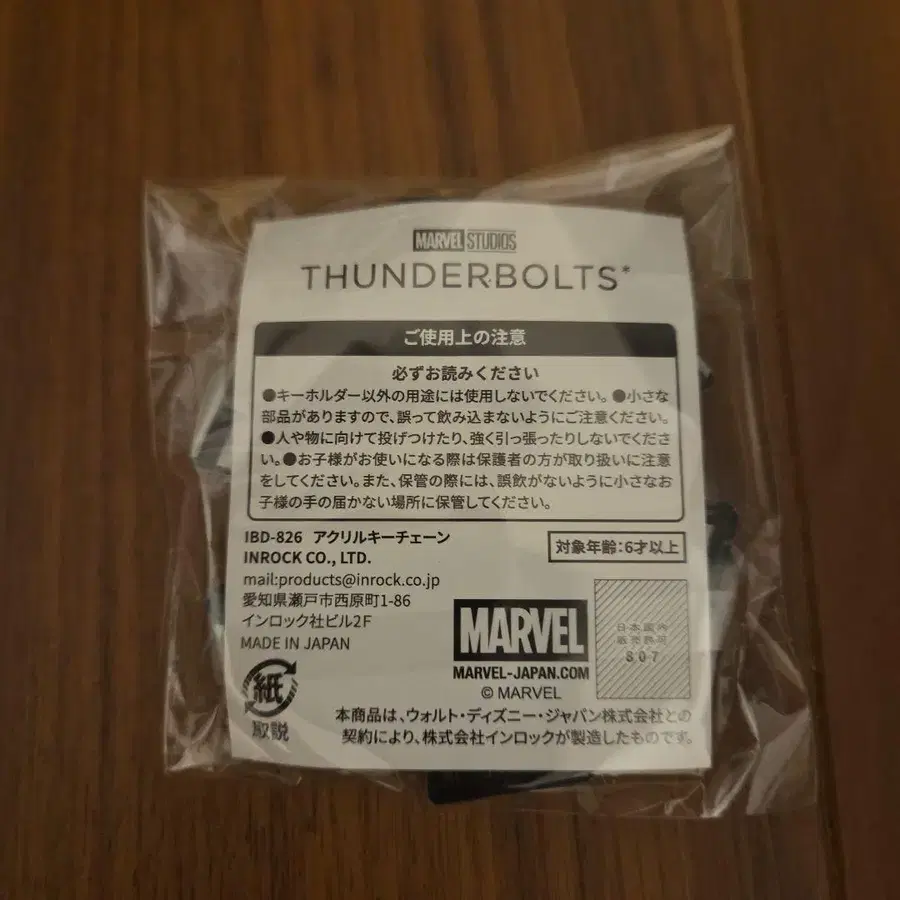 MARVEL STUDIOS
THUNDERBOLTS*
ご使用上の注意
必ずお読みください
●キーホルダー以外の用途には使用しないでください。●小さな
部品がありますので、誤って飲み込まないようにご注意ください。
●人や物に向けて投げつけたり、強く引っ張ったりしないでくださ
い。●お子様がお使いになる際は保護者の方が取り扱いに注意
をしてください。また、保管の際には、誤飲がないように小さなお
子様の手の届かない場所に保管してください。
IBD-826 アクリルキーチェーン
INROCK CO., LTD.
mail:products@inrock.co.jp
愛知県瀬戸市西原町1-86
インロック社ビル2F
MADE IN JAPAN
対象年齢:6才以上
紙
取説
MARVEL
MARVEL-JAPAN.COM
© MARVEL
日本国内
販売許諾
807
本商品は、ウォルト・ディズニー・ジャパン株式会社との
契約により、株式会社インロックが製造したものです。